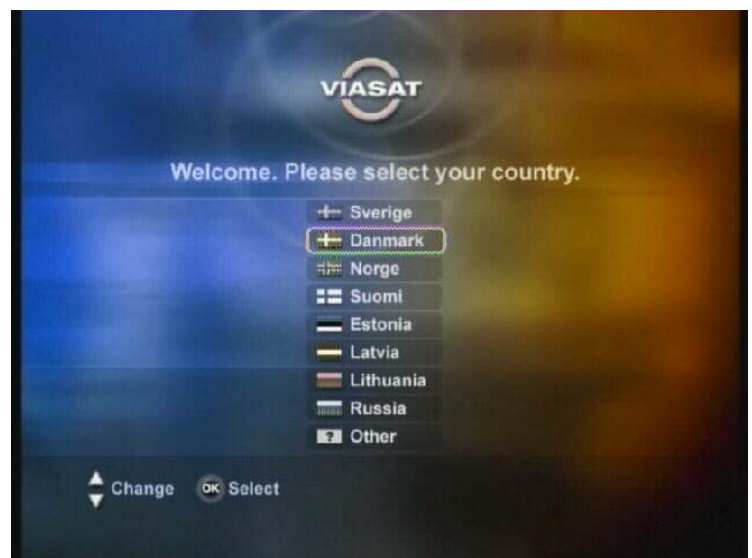 VIASAT
Welcome. Please select your country.
Sverige
Danmark
Norge
Suomi
Estonia
Latvia
Lithuania
Russia
? Other
Change OK Select